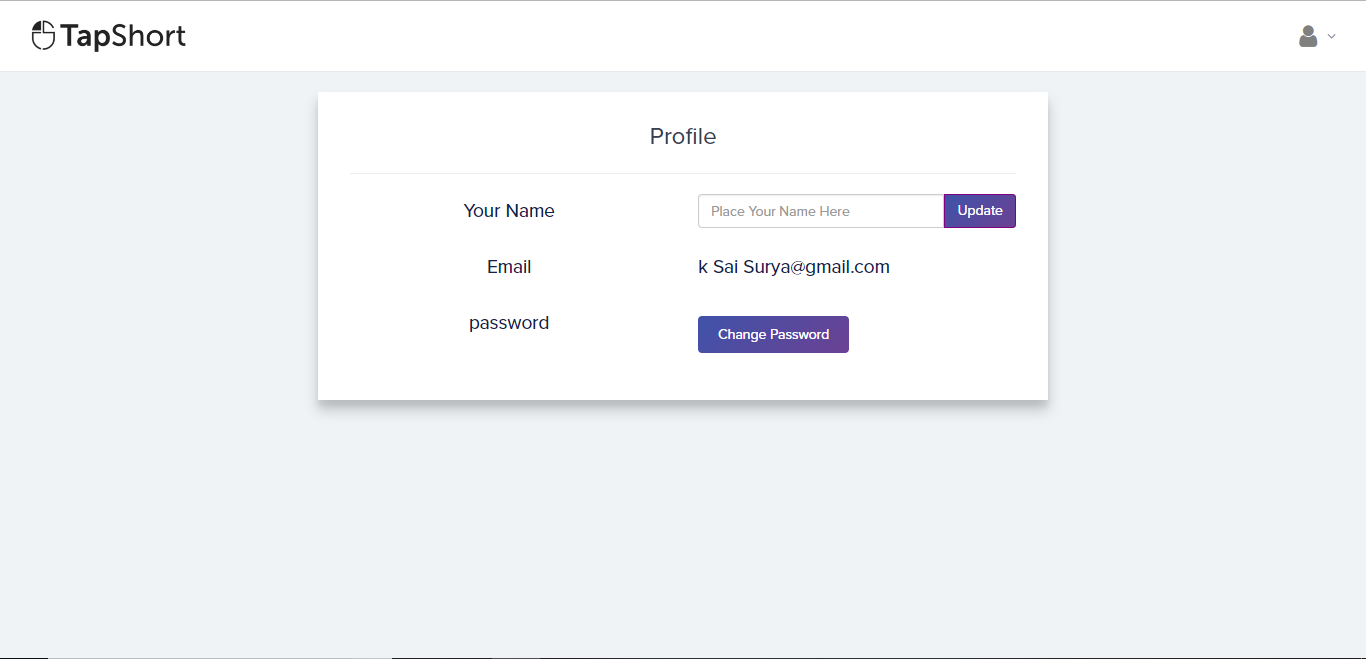 TapShort
Profile
Your Name
Place Your Name Here
Update
Email
k Sai Surya@gmail.com
password
Change Password